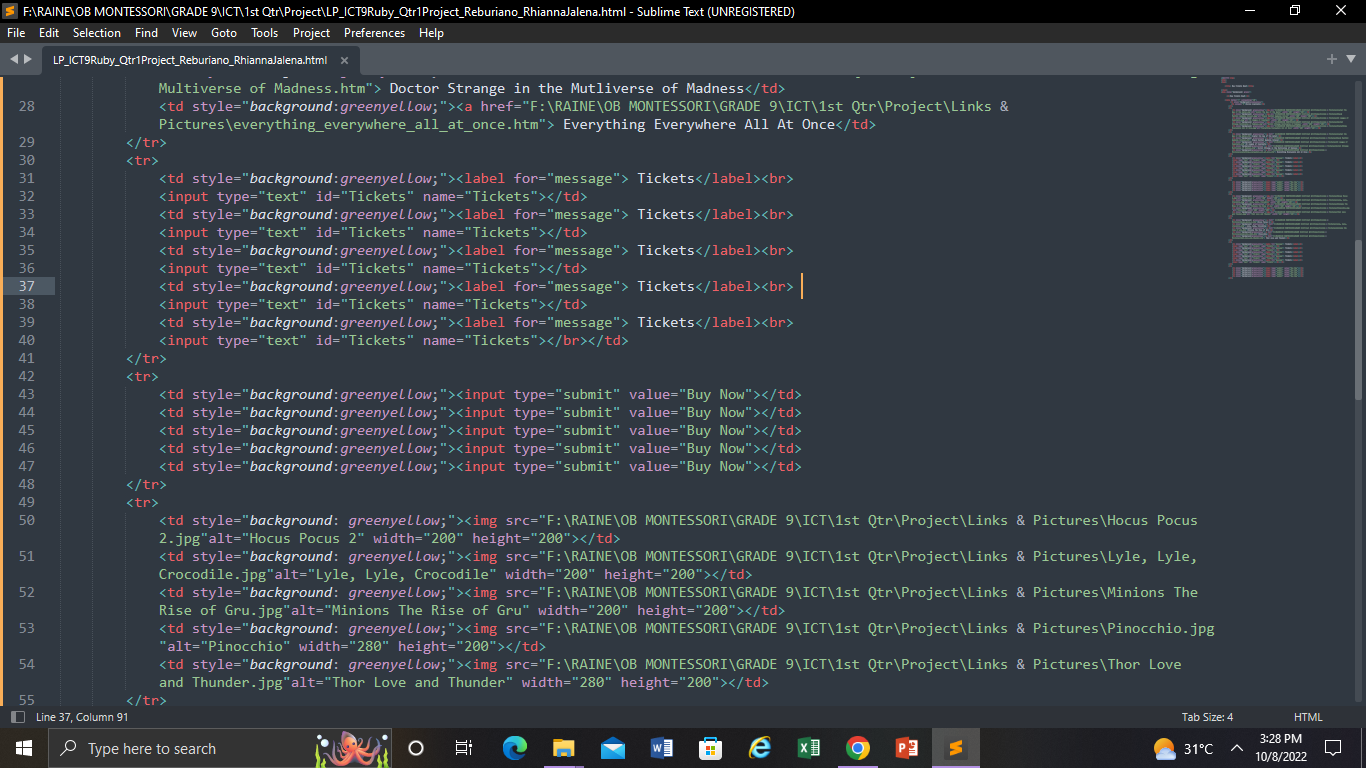 F:\RAINE\OB MONTESSORI\GRADE 9\ICT\1st Qtr\Project\LP_ICT9Ruby_Qtr1Project_Reburiano_RhiannaJalena.html - Sublime Text (UNREGISTERED)
File Edit Selection Find View Goto Tools Project Preferences Help
LP_ICT9Ruby_Qtr1Project_Reburiano_RhiannaJalena.html
Multiverse of Madness.htm"> Doctor Strange in the Mutliverse of Madness</td>
28 <td style="background:greenyellow;"><a href="F:\RAINE\OB MONTESSORI\GRADE 9\ICT\1st Qtr\Project\Links &
Pictures\everything_everywhere_all_at_once.htm"> Everything Everywhere All At Once</td>
29 </tr>
30 <tr>
31 <td style="background:greenyellow;"><label for="message"> Tickets</label><br>
32 <input type="text" id="Tickets" name="Tickets"></td>
33 <td style="background:greenyellow;"><label for="message"> Tickets</label><br>
34 <input type="text" id="Tickets" name="Tickets"></td>
35 <td style="background:greenyellow;"><label for="message"> Tickets</label><br>
36 <input type="text" id="Tickets" name="Tickets"></td>
37 <td style="background:greenyellow;"><label for="message"> Tickets</label><br>
38 <input type="text" id="Tickets" name="Tickets"></td>
39 <td style="background:greenyellow;"><label for="message"> Tickets</label><br>
40 <input type="text" id="Tickets" name="Tickets"></br></td>
41 </tr>
42 <tr>
43 <td style="background:greenyellow;"><input type="submit" value="Buy Now"></td>
44 <td style="background:greenyellow;"><input type="submit" value="Buy Now"></td>
45 <td style="background:greenyellow;"><input type="submit" value="Buy Now"></td>
46 <td style="background:greenyellow;"><input type="submit" value="Buy Now"></td>
47 <td style="background:greenyellow;"><input type="submit" value="Buy Now"></td>
48 </tr>
49 <tr>
50 <td style="background: greenyellow;"><img src="F:\RAINE\OB MONTESSORI\GRADE 9\ICT\1st Qtr\Project\Links & Pictures\Hocus Pocus
2.jpg"alt="Hocus Pocus 2" width="200" height="200"></td>
51 <td style="background: greenyellow;"><img src="F:\RAINE\OB MONTESSORI\GRADE 9\ICT\1st Qtr\Project\Links & Pictures\Lyle, Lyle,
Crocodile.jpg"alt="Lyle, Lyle, Crocodile" width="200" height="200"></td>
52 <td style="background: greenyellow;"><img src="F:\RAINE\OB MONTESSORI\GRADE 9\ICT\1st Qtr\Project\Links & Pictures\Minions The
Rise of Gru.jpg"alt="Minions The Rise of Gru" width="200" height="200"></td>
53 <td style="background: greenyellow;"><img src="F:\RAINE\OB MONTESSORI\GRADE 9\ICT\1st Qtr\Project\Links & Pictures\Pinocchio.jpg
"alt="Pinocchio" width="280" height="200"></td>
54 <td style="background: greenyellow;"><img src="F:\RAINE\OB MONTESSORI\GRADE 9\ICT\1st Qtr\Project\Links & Pictures\Thor Love
and Thunder.jpg"alt="Thor Love and Thunder" width="280" height="200"></td>
55 </tr>
Line 37, Column 91 Tab Size: 4 HTML
Type here to search
31°C
3:28 PM
10/8/2022